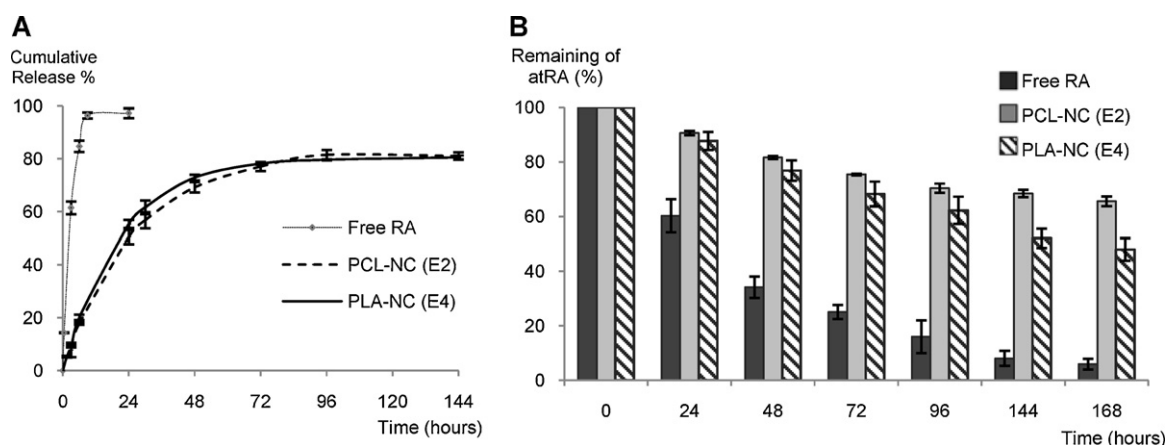 A
Cumulative
Release %
100
80
60
40
20
0
0 24 48 72 96 120 144
Time (hours)
Free RA
PCL-NC (E2)
PLA-NC (E4)
B
Remaining of
atRA (%)
100
80
60
40
20
0
0 24 48 72 96 144 168
Time (hours)
Free RA
PCL-NC (E2)
PLA-NC (E4)